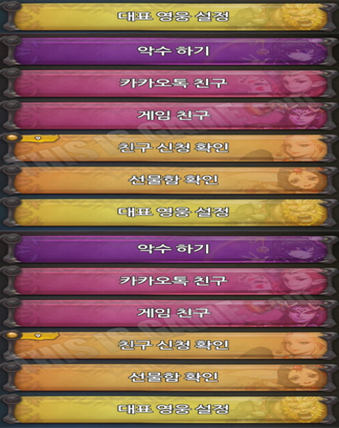 대표 영웅 설정
악수 하기
카카오톡 친구
게임 친구
친구 신청 확인
선물함 확인
대표 영웅 설정
악수 하기
카카오톡 친구
게임 친구
친구 신청 확인
선물함 확인
대표 영웅 설정